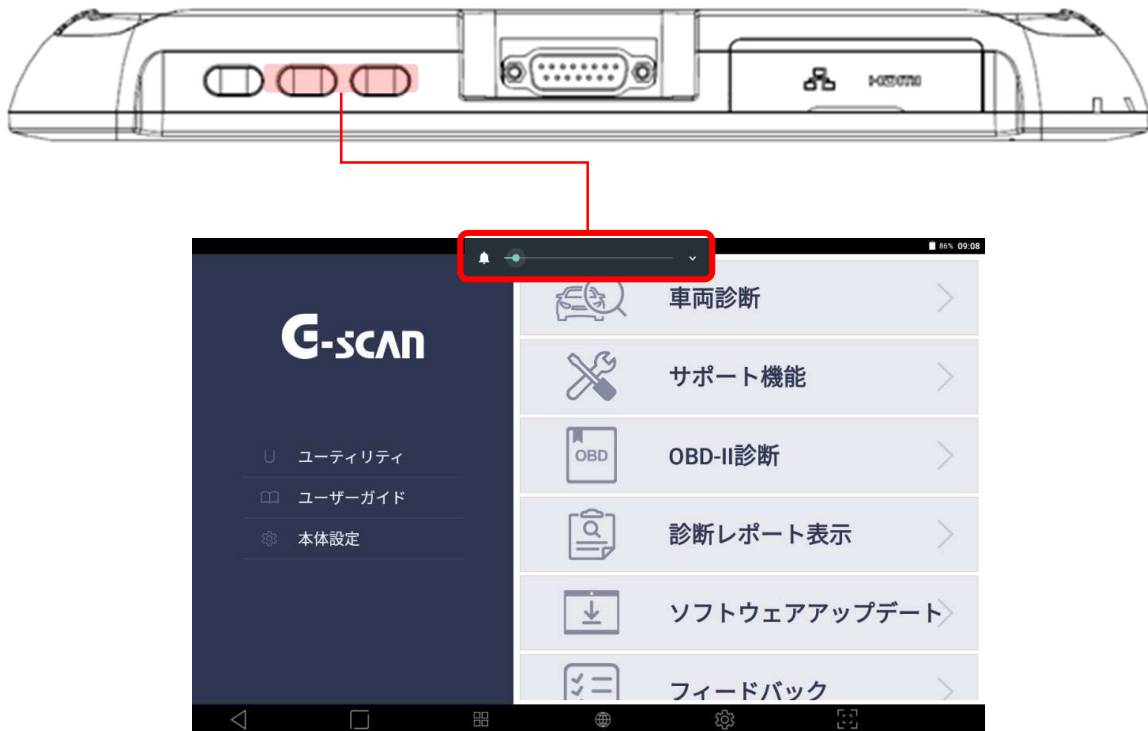 HDMI
86% 09:08
G-SCAN
ユーティリティ
ユーザーガイド
本体設定
車両診断
サポート機能
OBD
OBD-II診断
診断レポート表示
ソフトウェアアップデート
フィードバック